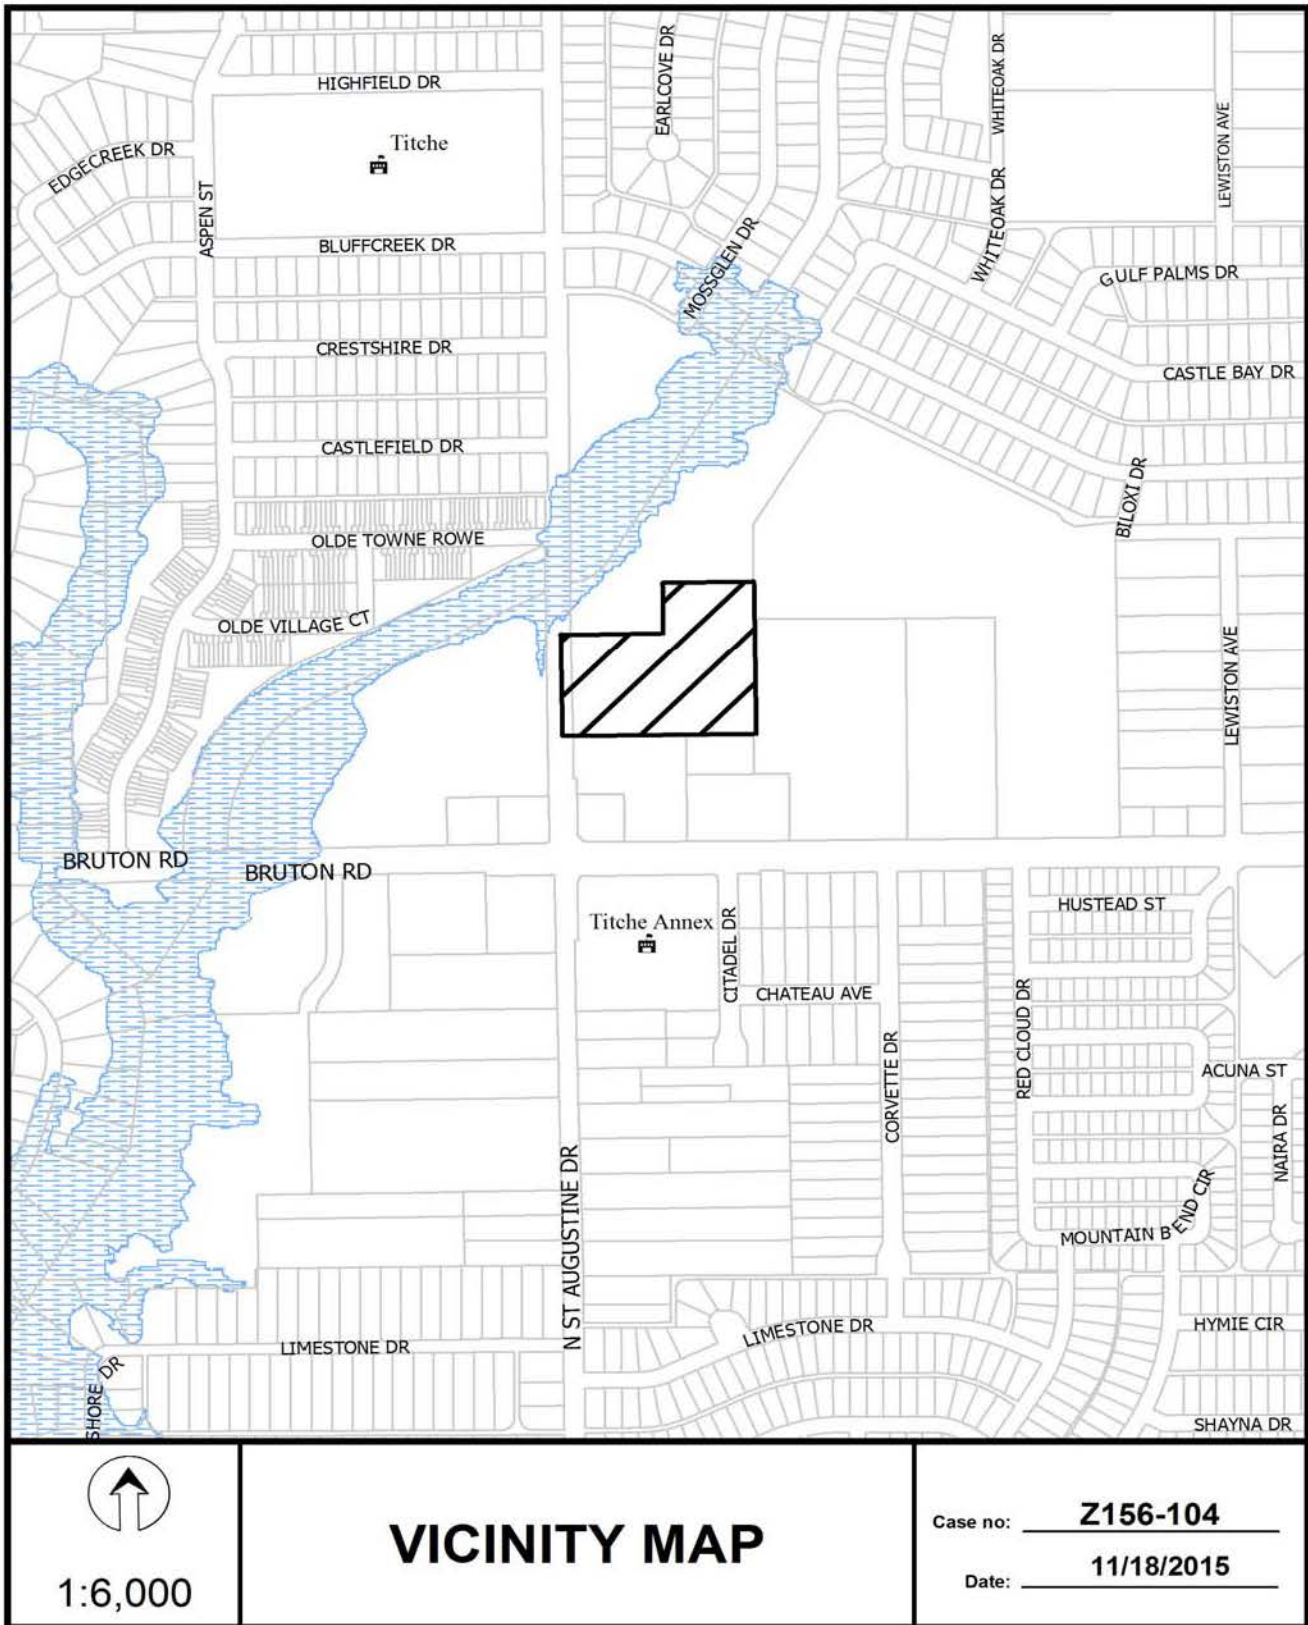 HIGHFIELD DR
EARLCOVE DR
WHITEOAK DR
LEWISTON AVE
Titche
EDGECREEK DR
ASPEN ST
WHITEOAK DR
BLUFFCREEK DR
MOSSGLEN DR
GULF PALMS DR
CRESTSHIRE DR
CASTLE BAY DR
CASTLEFIELD DR
BILOXI DR
OLDE TOWNE ROWE
OLDE VILLAGE CT
LEWISTON AVE
BRUTON RD
BRUTON RD
Titche Annex
CITADEL DR
HUSTEAD ST
CHATEAU AVE
RED CLOUD DR
CORVETTE DR
ACUNA ST
NAIRA DR
N ST AUGUSTINE DR
MOUNTAIN BEND CIR
LIMESTONE DR
LIMESTONE DR
HYMIE CIR
SHORE DR
SHAYNA DR
1:6,000
VICINITY MAP
Case no: Z156-104
Date: 11/18/2015